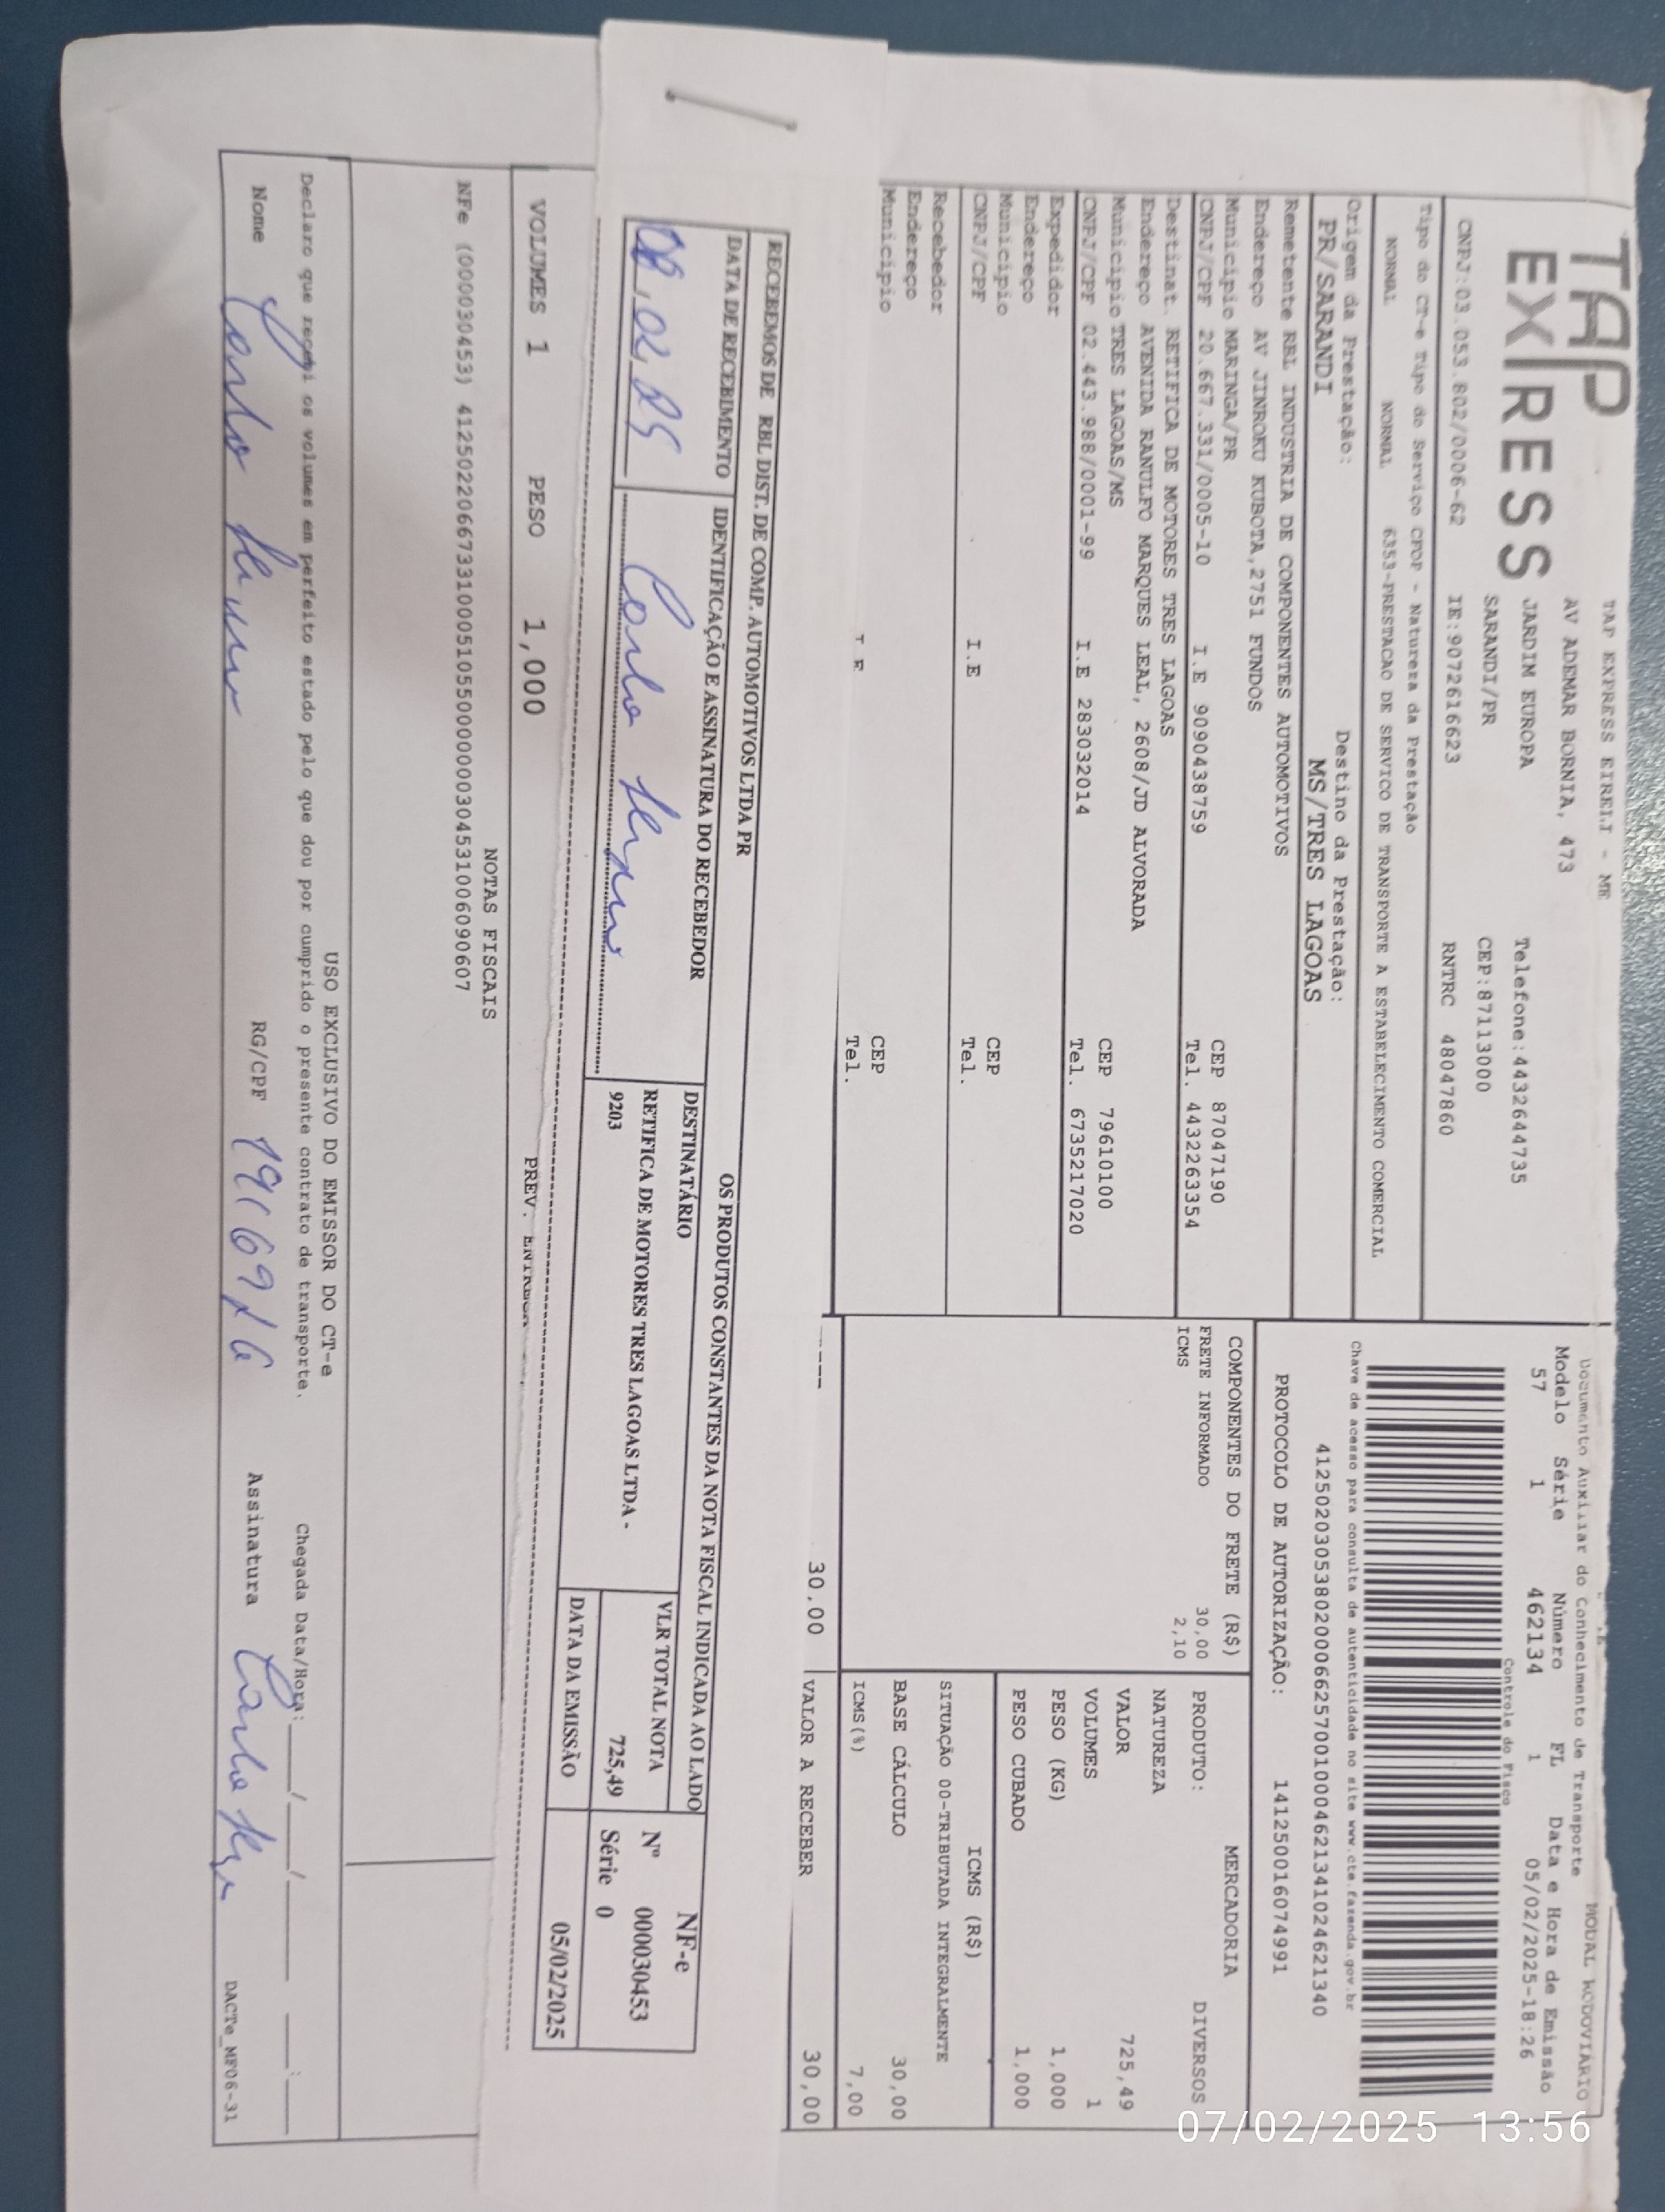 TAP
EXPRESS
TAP EXPRESS EIRELI - ME
AV ADEMAR BORNIA, 473
JARDIM EUROPA Telefone:4432644735
SARANDI/PR CEP:87113000
CNPJ:03.053.802/0006-62 IE:9072616623 RNTRC 48047860
Tipo do CT-e Tipo do Serviço CFOP - Natureza da Prestação
NORMAL NORMAL 6353-PRESTACAO DE SERVICO DE TRANSPORTE A ESTABELECIMENTO COMERCIAL
Origem da Prestação: Destino da Prestação:
PR/SARANDI MS/TRES LAGOAS
MODAL RODOVIÁRIO
Documento Auxiliar do Conhecimento de Transporte
Modelo Série Número FL Data e Hora de Emissão
57 1 462134 1 05/02/2025-18:26
Controle do Fisco
Chave de acesso para consulta de autenticidade no site www.cte.fazenda.gov.br
41250203053802000662570010004621341024621340
PROTOCOLO DE AUTORIZAÇÃO: 141250016074991
Remetente RBL INDUSTRIA DE COMPONENTES AUTOMOTIVOS
Endereço AV JINROKU KUBOTA,2751 FUNDOS
Municipio MARINGA/PR CEP 87047190
CNPJ/CPF 20.667.331/0005-10 I.E 9090438759 Tel. 4432263354
Destinat. RETIFICA DE MOTORES TRES LAGOAS
Endereço AVENIDA RANULFO MARQUES LEAL, 2608/JD ALVORADA
Municipio TRES LAGOAS/MS CEP 79610100
CNPJ/CPF 02.443.988/0001-99 I.E 283032014 Tel. 6735217020
Expedidor
Endereço
Municipio CEP
CNPJ/CPF I.E Tel.
Recebedor
Endereço
Municipio CEP
I E Tel.
COMPONENTES DO FRETE (R$)
FRETE INFORMADO 30,00
ICMS 2,10
30,00
MERCADORIA
PRODUTO: DIVERSOS
NATUREZA
VALOR 725,49
VOLUMES 1
PESO (KG) 1,000
PESO CUBADO 1,000
ICMS (R$)
SITUAÇÃO 00-TRIBUTADA INTEGRALMENTE
BASE CÁLCULO 30,00
ICMS(%) 7,00
VALOR A RECEBER 30,00
RECEBEMOS DE RBL DIST. DE COMP. AUTOMOTIVOS LTDA PR OS PRODUTOS CONSTANTES DA NOTA FISCAL INDICADA AO LADO
DATA DE RECEBIMENTO IDENTIFICAÇÃO E ASSINATURA DO RECEBEDOR
02,25
DESTINATÁRIO
RETIFICA DE MOTORES TRES LAGOAS LTDA -
9203
VLR TOTAL NOTA
725,49
DATA DA EMISSÃO 05/02/2025
NF-e
Nº 000030453
Série 0
VOLUMES 1 PESO 1,000 PREV. ENTREGA
NOTAS FISCAIS
NFe (000030453) 41250220667331000510550000000304531006090607
USO EXCLUSIVO DO EMISSOR DO CT-e
Declaro que recebi os volumes em perfeito estado pelo que dou por cumprido o presente contrato de transporte. Chegada Data/Hora:___/___/______ ___:___
Nome RG/CPF Assinatura
DACTe_MF06-31
07/02/2025 13:56